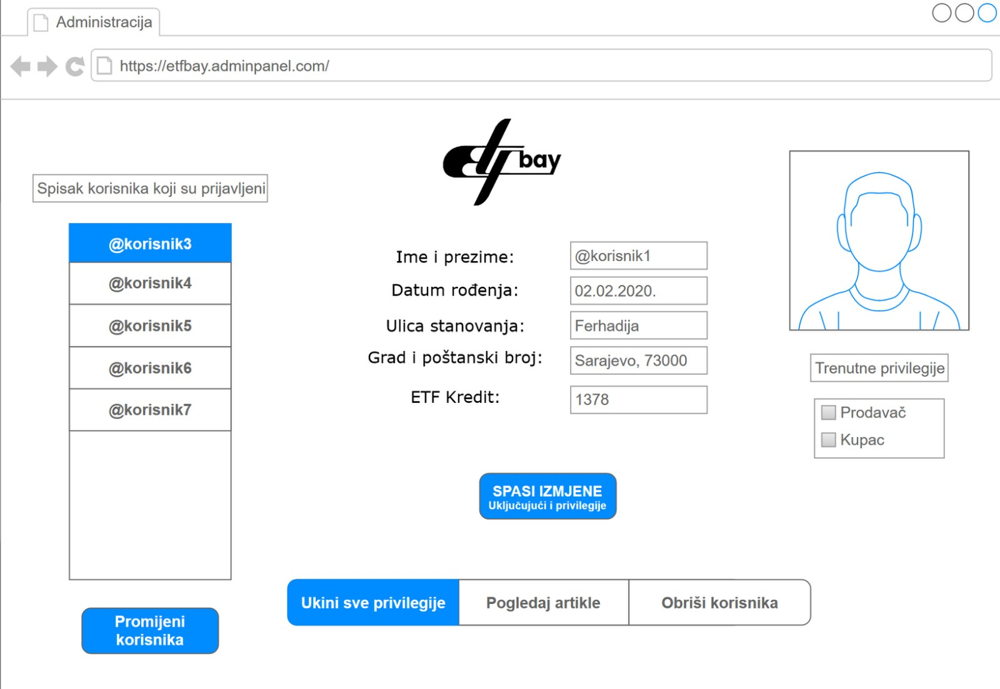 Administracija
https://etfbay.adminpanel.com/
etf bay
Spisak korisnika koji su prijavljeni
@korisnik3
@korisnik4
@korisnik5
@korisnik6
@korisnik7
Promijeni
korisnika
Ime i prezime: @korisnik1
Datum rođenja: 02.02.2020.
Ulica stanovanja: Ferhadija
Grad i poštanski broj: Sarajevo, 73000
ETF Kredit: 1378
SPASI IZMJENE
Uključujući i privilegije
Ukini sve privilegije Pogledaj artikle Obriši korisnika
Trenutne privilegije
Prodavač
Kupac